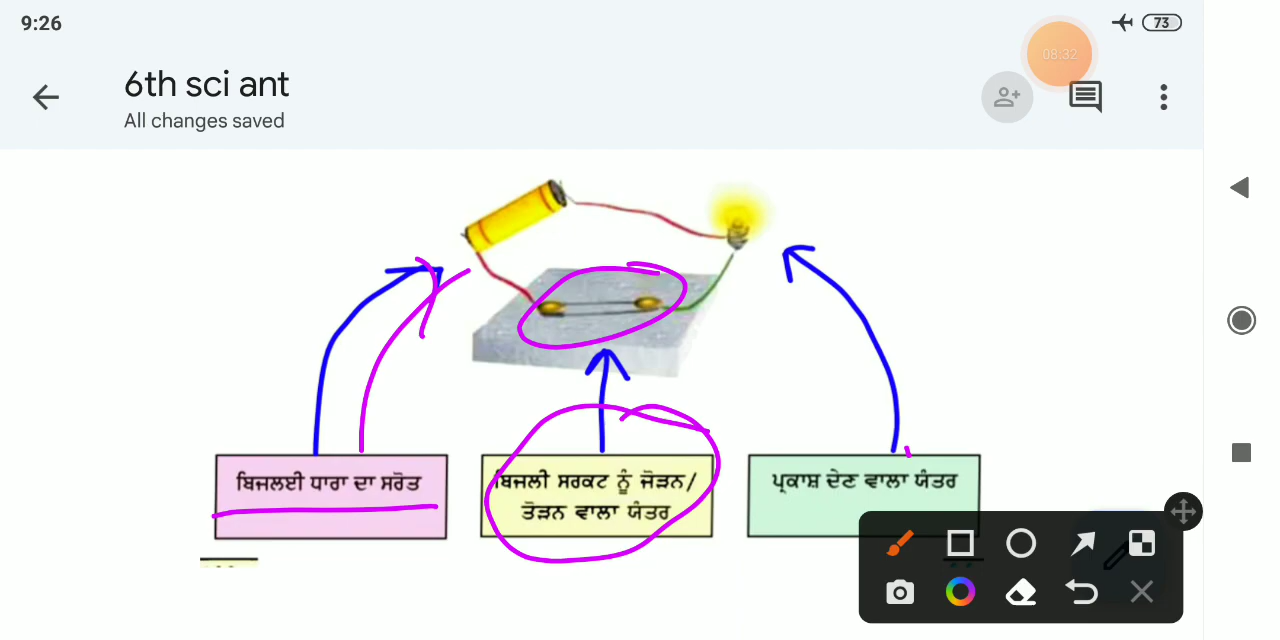 9:26
73
08:32
6th sci ant
All changes saved
ਬਿਜਲਈ ਧਾਰਾ ਦਾ ਸਰੋਤ
ਬਿਜਲੀ ਸਰਕਟ ਨੂੰ ਜੋੜਨ/
ਤੋੜਨ ਵਾਲਾ ਯੰਤਰ
ਪ੍ਰਕਾਸ਼ ਦੇਣ ਵਾਲਾ ਯੰਤਰ